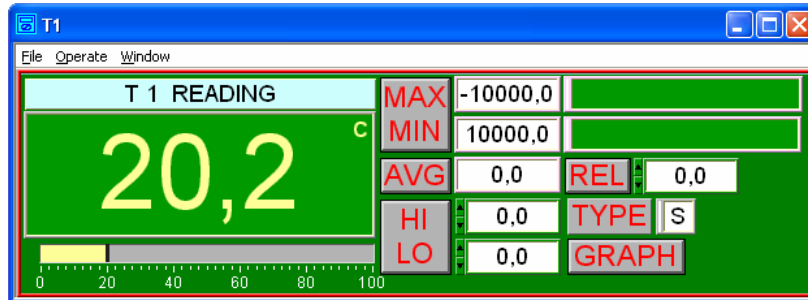 T1
File Operate Window
T 1 READING
C
20,2
0 20 40 60 80 100
MAX -10000,0
MIN 10000,0
AVG 0,0 REL 0,0
HI 0,0 TYPE S
LO 0,0 GRAPH